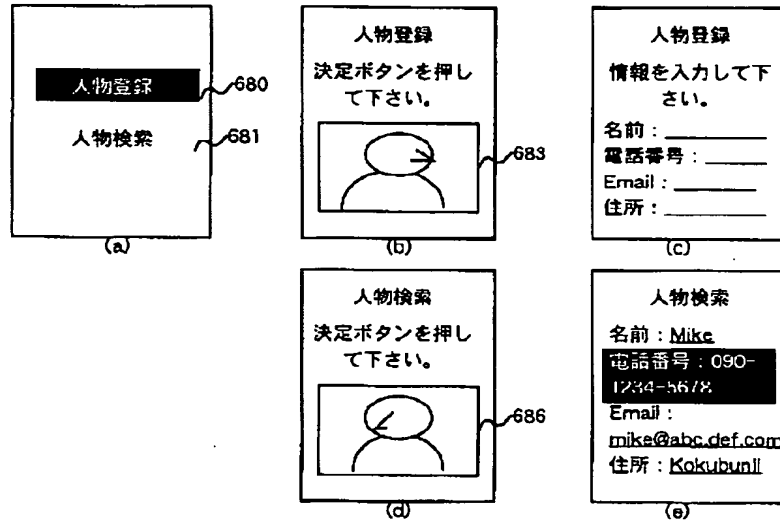 人物登録
680
人物検索
681
(a)
人物登録
決定ボタンを押し
て下さい。
683
(b)
人物登録
情報を入力して下
さい。
名前：
電話番号：
Email：
住所：
(c)
人物検索
決定ボタンを押し
て下さい。
686
(d)
人物検索
名前：Mike
電話番号：090-
1234-5678
Email：
mike@abc.def.com
住所：Kokubunji
(e)